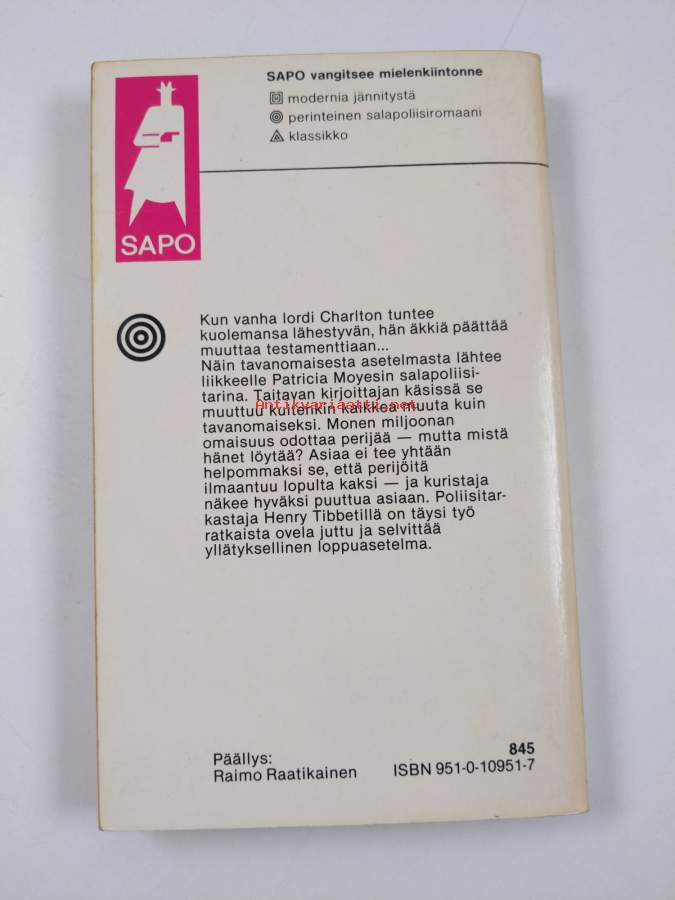 SAPO vangitsee mielenkiintonne
modernia jännitystä
perinteinen salapoliisiromaani
klassikko
SAPO
Kun vanha lordi Charlton tuntee
kuolemansa lähestyvän, hän äkkiä päättää
muuttaa testamenttiaan...
Näin tavanomaisesta asetelmasta lähtee
liikkeelle Patricia Moyesin salapoliisi-
tarina. Taitavan kirjoittajan käsissä se
Antikvariaatti.net
muuttuu kuitenkin kaikkea muuta kuin
tavanomaiseksi. Monen miljoonan
omaisuus odottaa perijää — mutta mistä
hänet löytää? Asiaa ei tee yhtään
helpommaksi se, että perijöitä
ilmaantuu lopulta kaksi — ja kuristaja
näkee hyväksi puuttua asiaan. Poliisitar-
kastaja Henry Tibbetillä on täysi työ
ratkaista ovela juttu ja selvittää
yllätyksellinen loppuasetelma.
Päällys:
Raimo Raatikainen
845
ISBN 951-0-10951-7